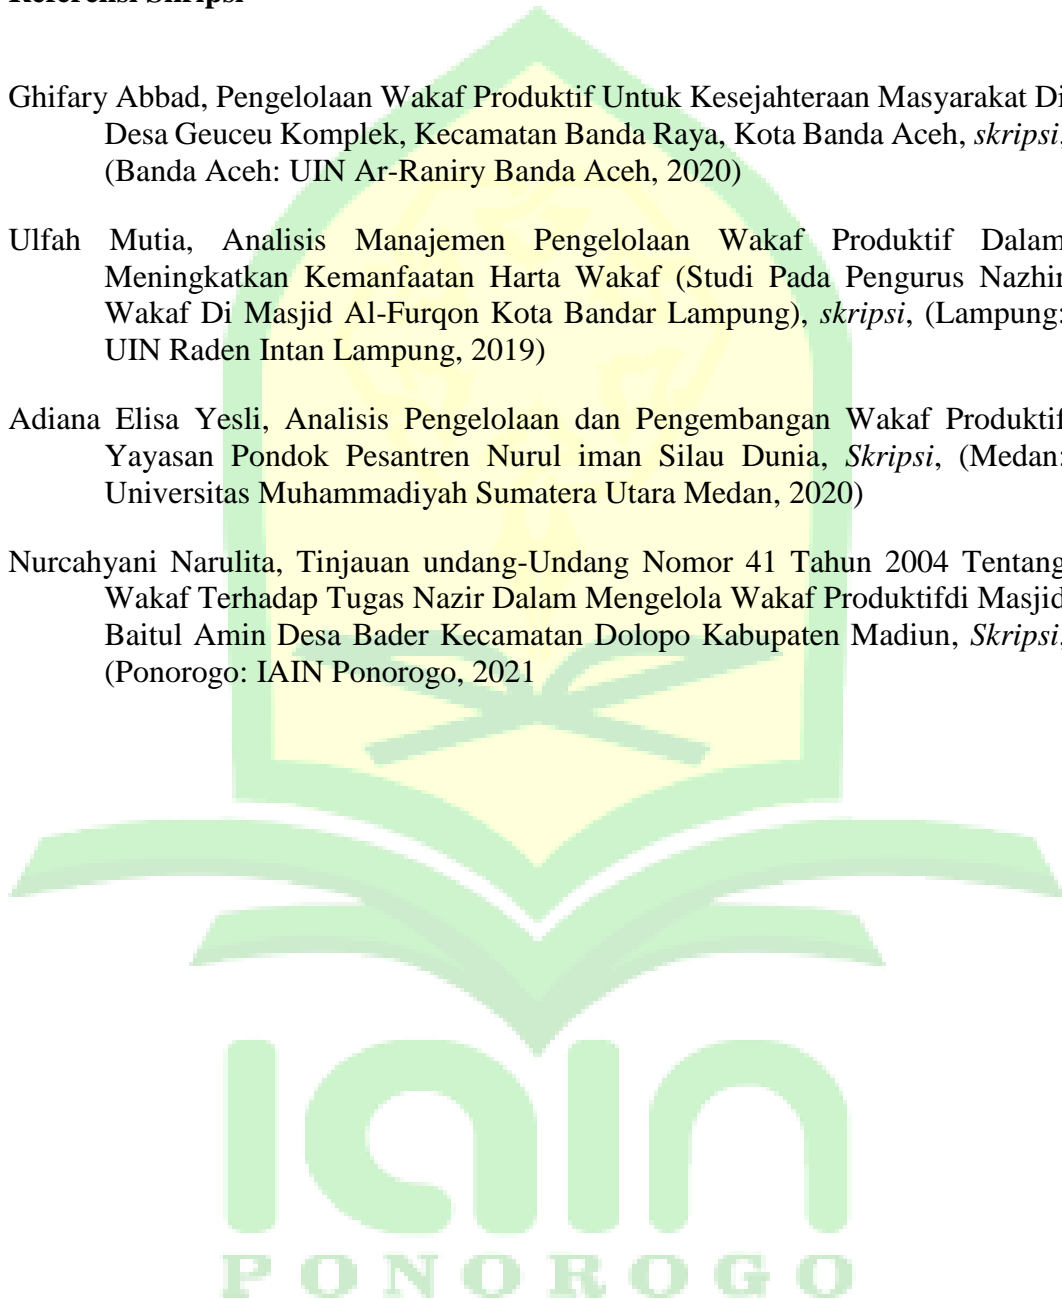 Referensi Skripsi
Ghifary Abbad, Pengelolaan Wakaf Produktif Untuk Kesejahteraan Masyarakat Di
Desa Geuceu Komplek, Kecamatan Banda Raya, Kota Banda Aceh, skripsi,
(Banda Aceh: UIN Ar-Raniry Banda Aceh, 2020)
Ulfah Mutia, Analisis Manajemen Pengelolaan Wakaf Produktif Dalam
Meningkatkan Kemanfaatan Harta Wakaf (Studi Pada Pengurus Nazhir
Wakaf Di Masjid Al-Furqon Kota Bandar Lampung), skripsi, (Lampung:
UIN Raden Intan Lampung, 2019)
Adiana Elisa Yesli, Analisis Pengelolaan dan Pengembangan Wakaf Produktif
Yayasan Pondok Pesantren Nurul iman Silau Dunia, Skripsi, (Medan:
Universitas Muhammadiyah Sumatera Utara Medan, 2020)
Nurcahyani Narulita, Tinjauan undang-Undang Nomor 41 Tahun 2004 Tentang
Wakaf Terhadap Tugas Nazir Dalam Mengelola Wakaf Produktifdi Masjid
Baitul Amin Desa Bader Kecamatan Dolopo Kabupaten Madiun, Skripsi,
(Ponorogo: IAIN Ponorogo, 2021
iain
PONOROGO